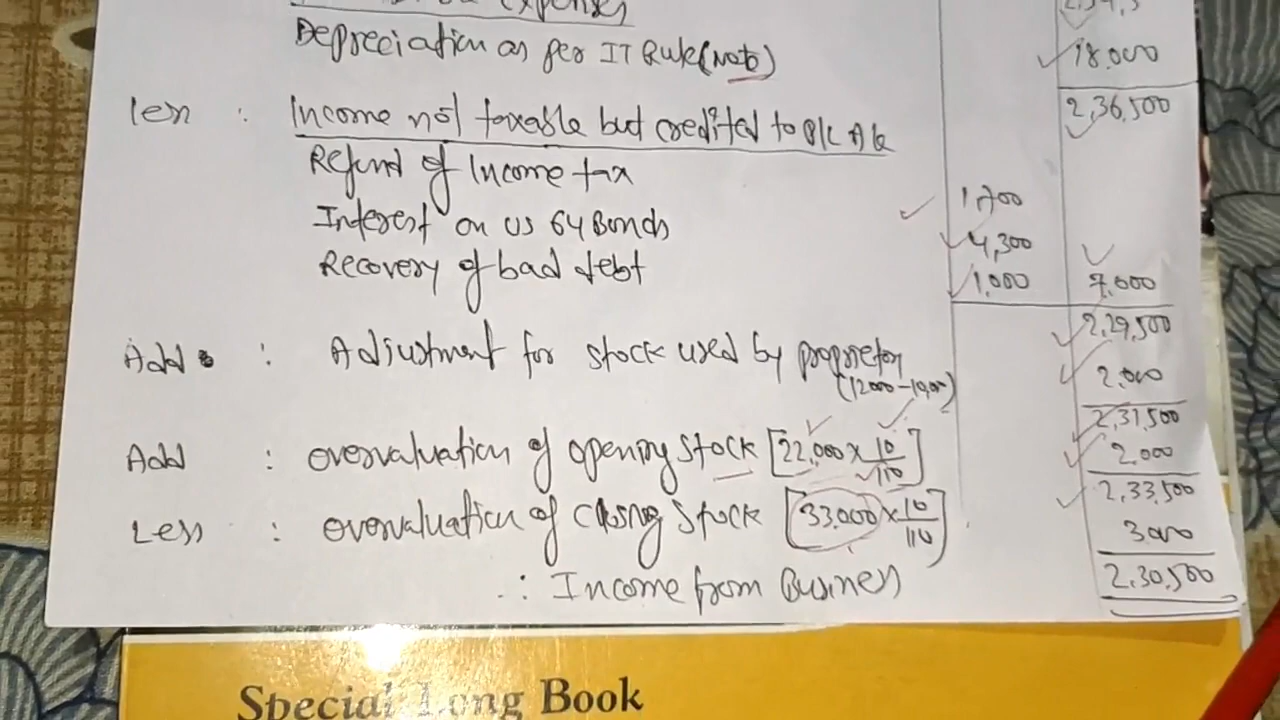 Expenses
Depreciation as per IT Rule (Note) 18,000
Less : Income not taxable but credited to P/L A/c 2,36,500
Refund of Income tax 1,700
Interest on US 64 Bonds 4,300
Recovery of bad debt 1,000 7,000
2,29,500
Add : Adjustment for stock used by proprietor 2,000
(12000-10,00)
2,31,500
Add : overvaluation of opening stock [22,000 × 10/110] 2,000
2,33,500
Less : overvaluation of closing stock [33,000 × 10/110] 3000
∴ Income from Business 2,30,500
Special Long Book